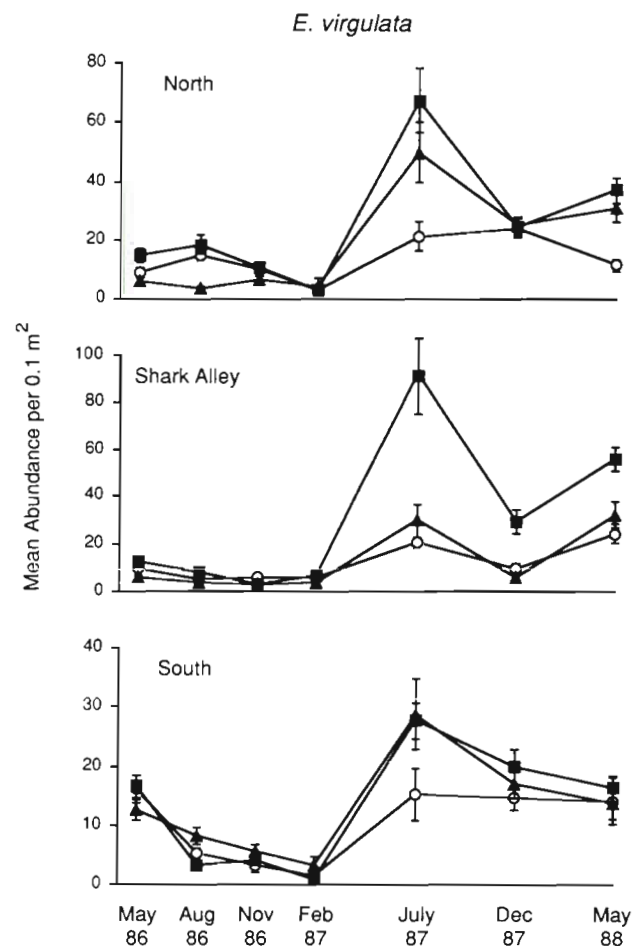 E. virgulata
North
80
60
40
20
0
Mean Abundance per 0.1 m²
Shark Alley
100
80
60
40
20
0
South
40
30
20
10
0
May Aug Nov Feb July Dec May
86 86 86 87 87 87 88